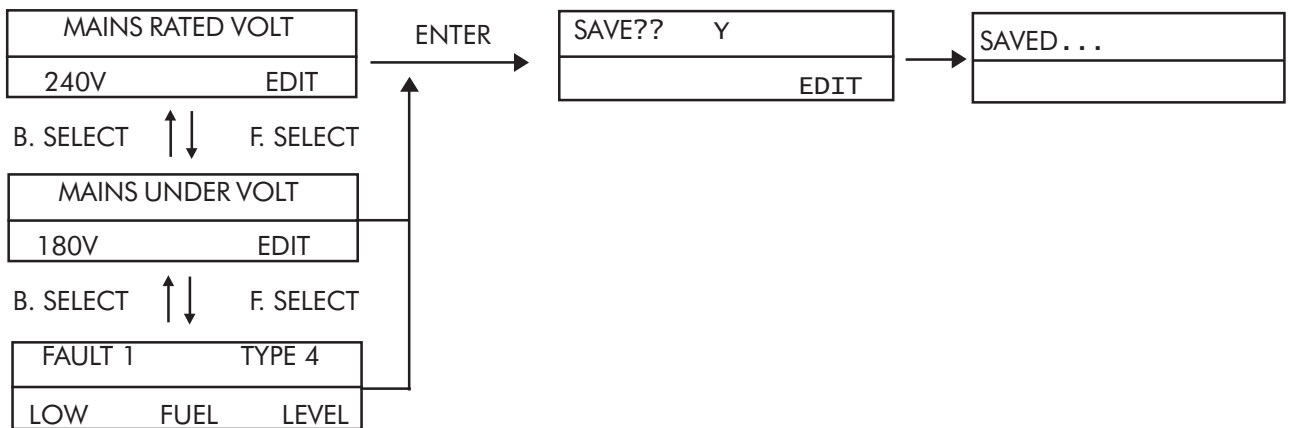 MAINS RATED VOLT
240V EDIT
ENTER
SAVE?? Y
EDIT
SAVED...
B. SELECT F. SELECT
MAINS UNDER VOLT
180V EDIT
B. SELECT F. SELECT
FAULT 1 TYPE 4
LOW FUEL LEVEL